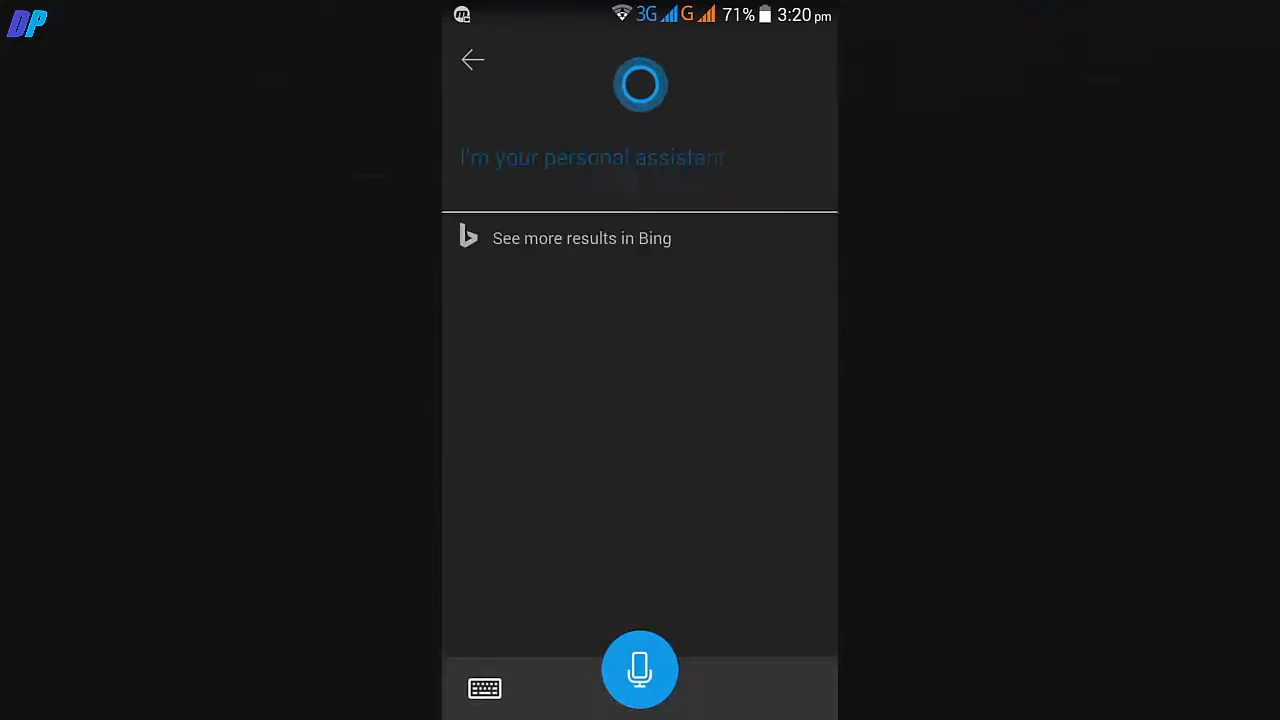 DP
3G G 71% 3:20 pm
I'm your personal assistant
See more results in Bing